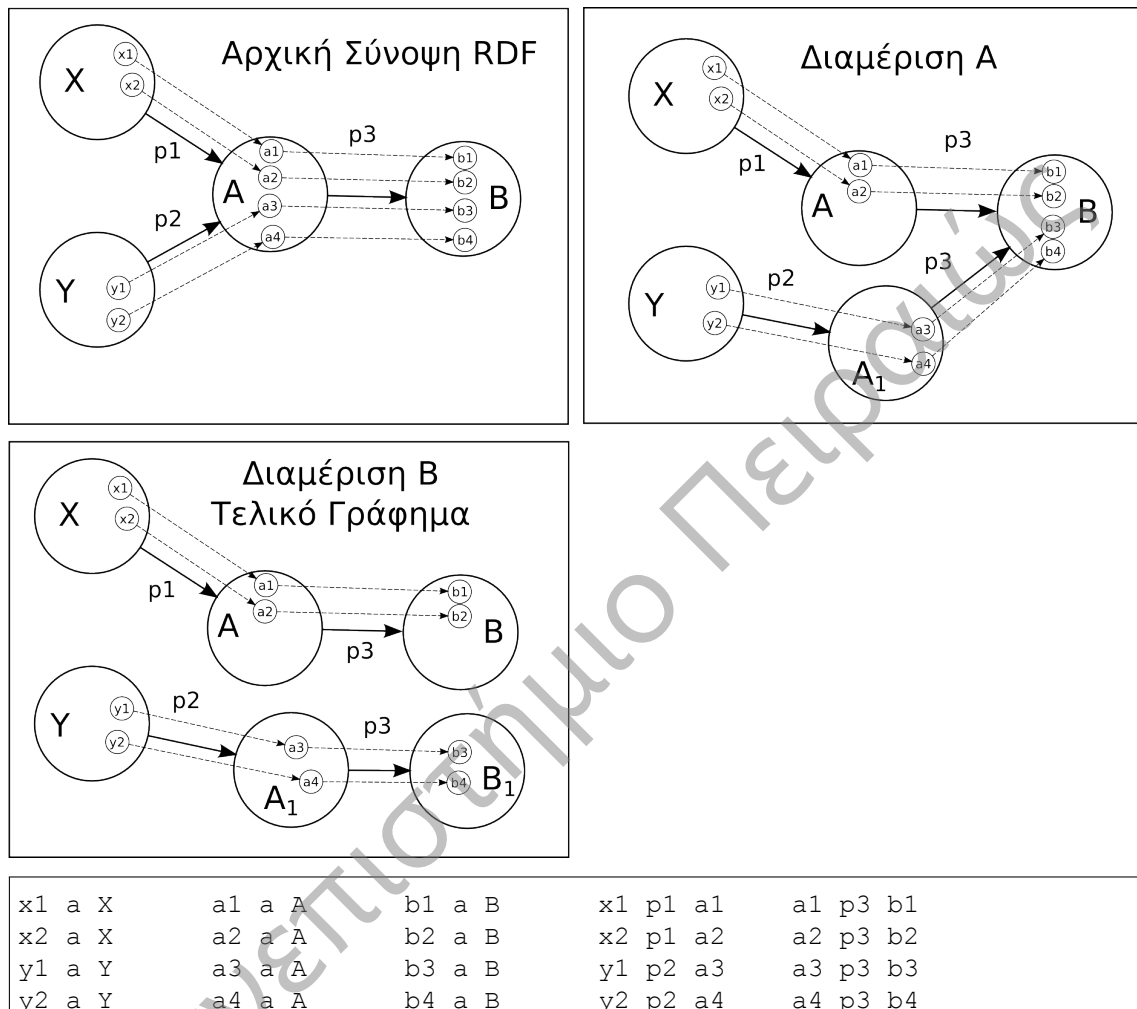 Αρχική Σύνοψη RDF
X
x1
x2
p1
A
a1
a2
a3
a4
p3
B
b1
b2
b3
b4
p2
Y
y1
y2
Διαμέριση A
X
x1
x2
p1
A
a1
a2
p3
B
b1
b2
b3
b4
p3
Y
y1
y2
p2
A1
a3
a4
Διαμέριση B
Τελικό Γράφημα
X
x1
x2
p1
A
a1
a2
p3
B
b1
b2
Y
y1
y2
p2
A1
a3
a4
p3
B1
b3
b4
x1 a X a1 a A b1 a B x1 p1 a1 a1 p3 b1
x2 a X a2 a A b2 a B x2 p1 a2 a2 p3 b2
y1 a Y a3 a A b3 a B y1 p2 a3 a3 p3 b3
y2 a Y a4 a A b4 a B y2 p2 a4 a4 p3 b4
νεπιστήμιο Πειραιώς